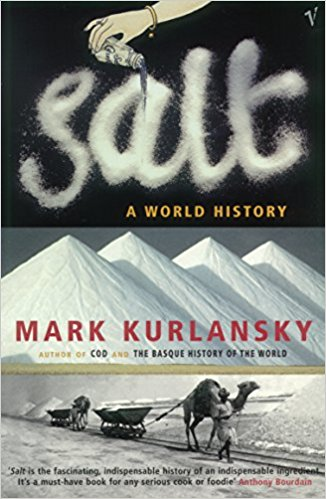 V
Salt
A WORLD HISTORY
MARK KURLANSKY
AUTHOR OF COD AND THE BASQUE HISTORY OF THE WORLD
'Salt is the fascinating, indispensable history of an indispensable ingredient.
It's a must-have book for any serious cook or foodie' Anthony Bourdain